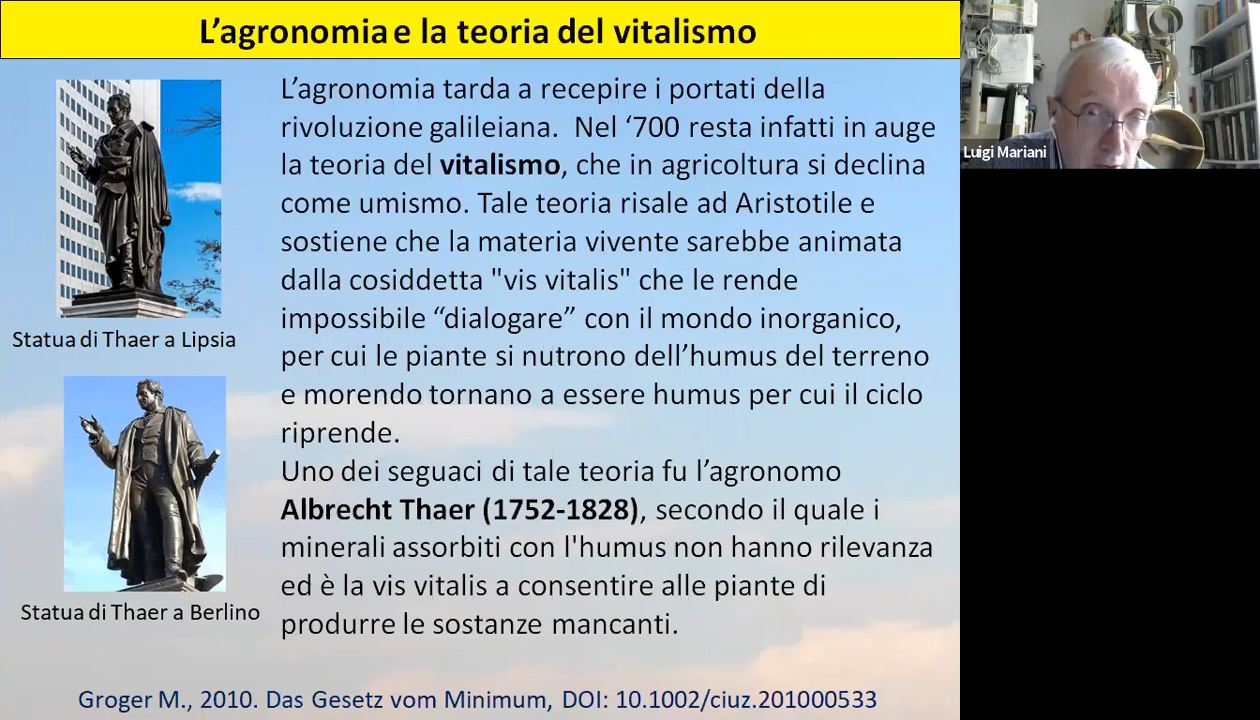 L'agronomia e la teoria del vitalismo
L'agronomia tarda a recepire i portati della
rivoluzione galileiana. Nel '700 resta infatti in auge
la teoria del vitalismo, che in agricoltura si declina
come umismo. Tale teoria risale ad Aristotile e
sostiene che la materia vivente sarebbe animata
dalla cosiddetta "vis vitalis" che le rende
impossibile “dialogare” con il mondo inorganico,
per cui le piante si nutrono dell'humus del terreno
e morendo tornano a essere humus per cui il ciclo
riprende.
Uno dei seguaci di tale teoria fu l'agronomo
Albrecht Thaer (1752-1828), secondo il quale i
minerali assorbiti con l'humus non hanno rilevanza
ed è la vis vitalis a consentire alle piante di
produrre le sostanze mancanti.
Statua di Thaer a Lipsia
Statua di Thaer a Berlino
Groger M., 2010. Das Gesetz vom Minimum, DOI: 10.1002/ciuz.201000533
Luigi Mariani